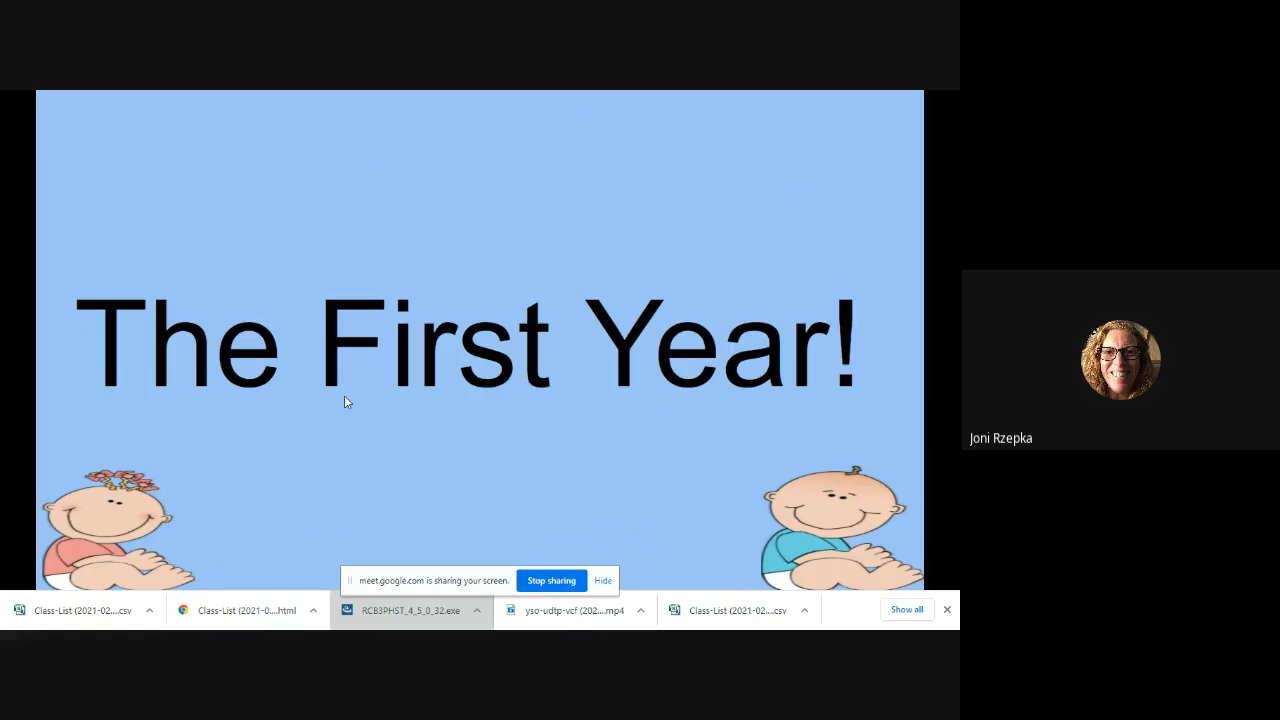 The First Year!
Joni Rzepka
meet.google.com is sharing your screen.
Stop sharing
Hide
Class-List (2021-02....csv
Class-List (2021-0....html
RCB3PHST_4_5_0_32.exe
yso-udtp-vcf (202....mp4
Class-List (2021-02....csv
Show all